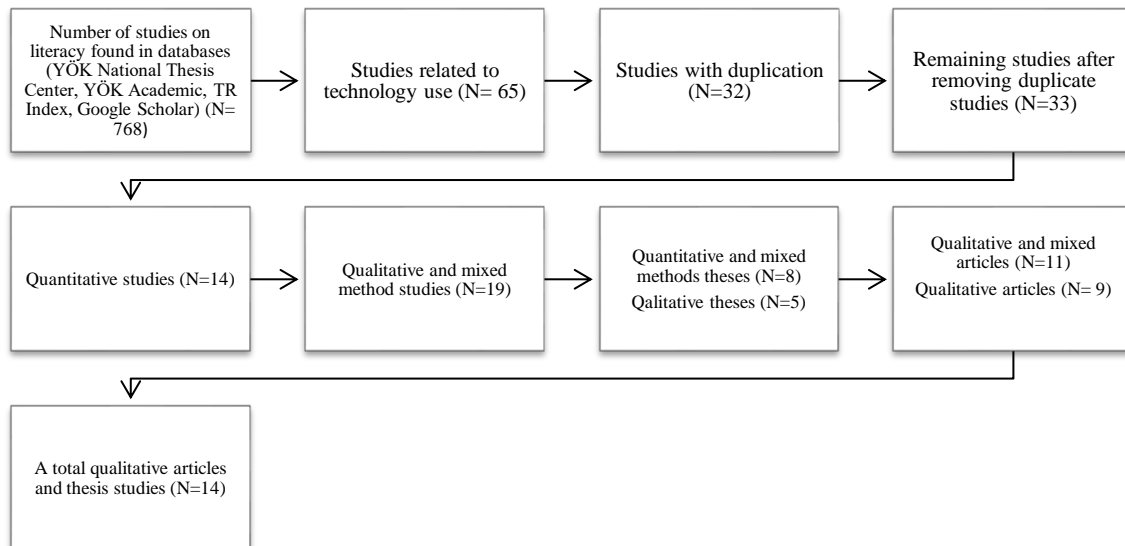 Number of studies on
literacy found in databases
(YÖK National Thesis
Center, YÖK Academic, TR
Index, Google Scholar) (N=
768)
Studies related to
technology use (N= 65)
Studies with duplication
(N=32)
Remaining studies after
removing duplicate
studies (N=33)
Quantitative studies (N=14)
Qualitative and mixed
method studies (N=19)
Quantitative and mixed
methods theses (N=8)
Qalitative theses (N=5)
Qualitative and mixed
articles (N=11)
Qualitative articles (N= 9)
A total qualitative articles
and thesis studies (N=14)